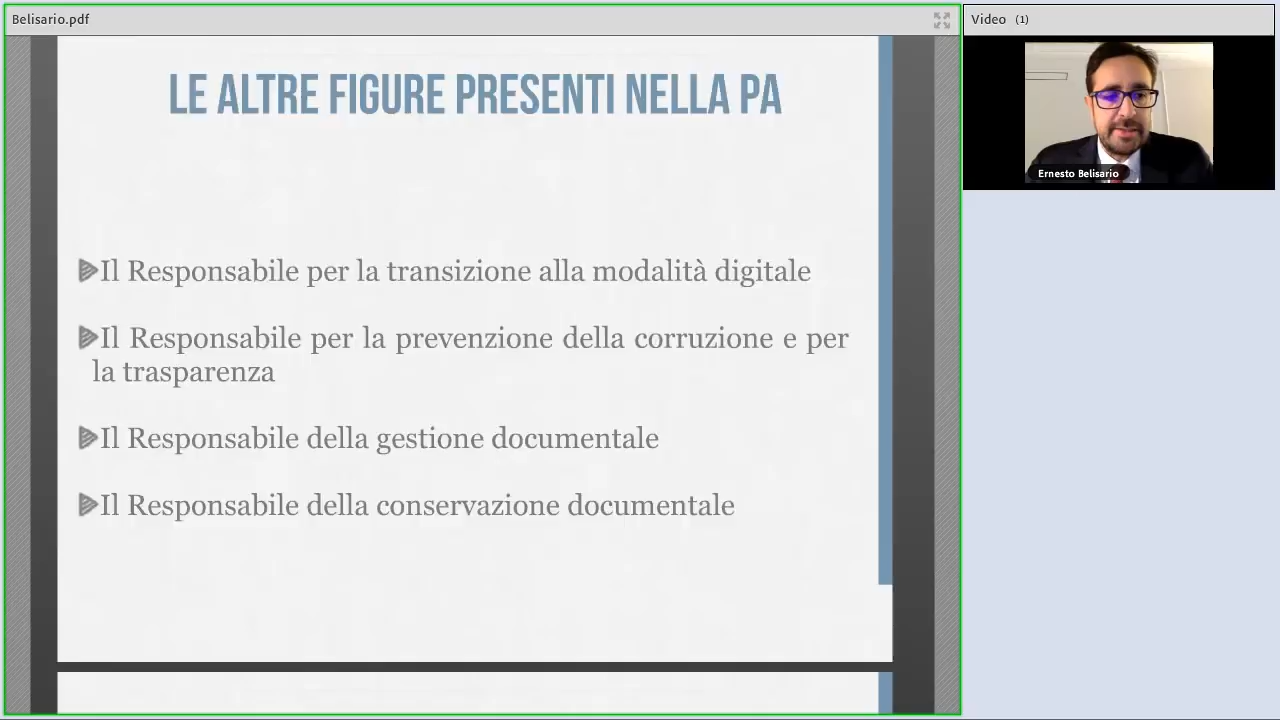 Belisario.pdf
Video (1)
LE ALTRE FIGURE PRESENTI NELLA PA
Il Responsabile per la transizione alla modalità digitale
Il Responsabile per la prevenzione della corruzione e per
la trasparenza
Il Responsabile della gestione documentale
Il Responsabile della conservazione documentale
Ernesto Belisario